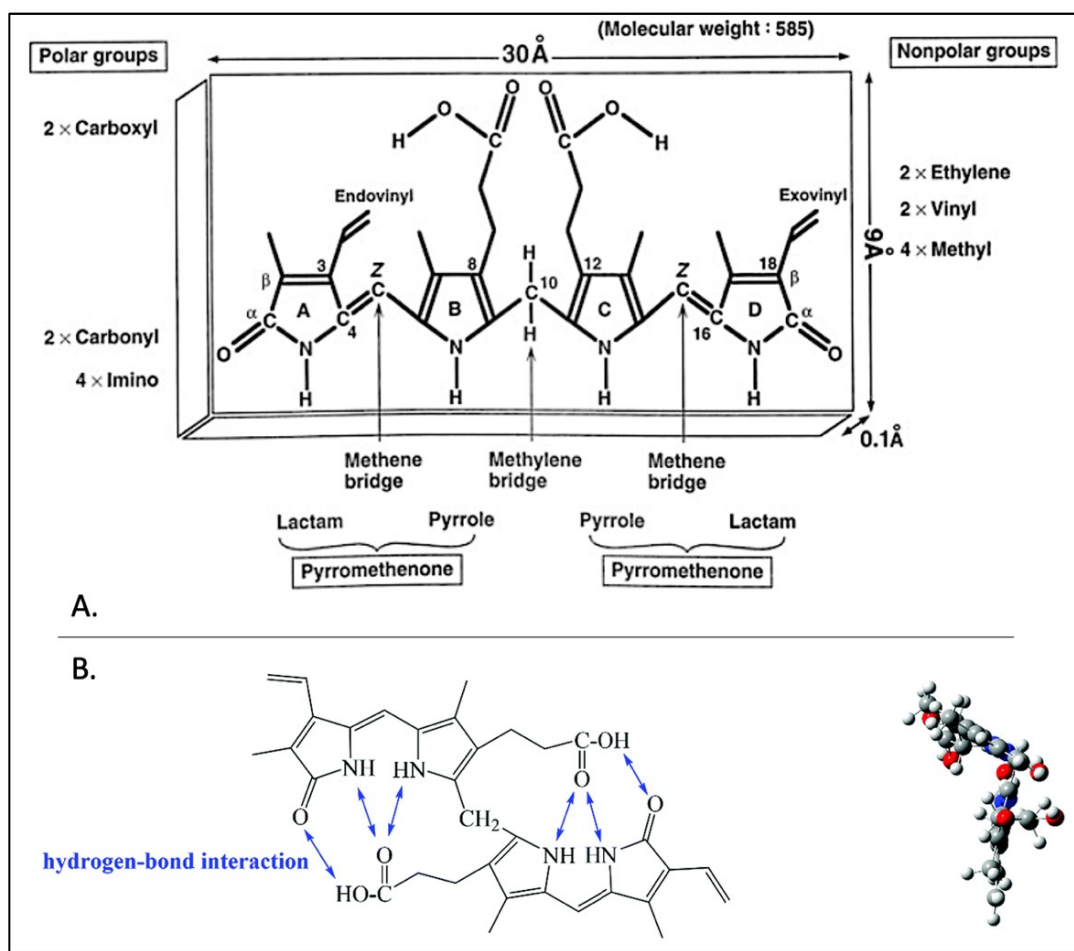 (Molecular weight : 585)
Polar groups
30 Å
Nonpolar groups
2 × Carboxyl
H O C O
O C O H
2 × Ethylene
2 × Vinyl
4 × Methyl
9Å
Endovinyl
Exovinyl
β 3 Z 8 H 12 Z 18 β
C C 10 C
α C A C 4 B H C C 16 D C α
O N N N N O
H H H H
2 × Carbonyl
4 × Imino
0.1Å
Methene bridge
Methylene bridge
Methene bridge
Lactam Pyrrole
Pyrrole Lactam
Pyrromethenone
Pyrromethenone
A.
B.
C-OH
O
NH HN
O
O
CH2
hydrogen-bond interaction
O
NH HN
HO-C